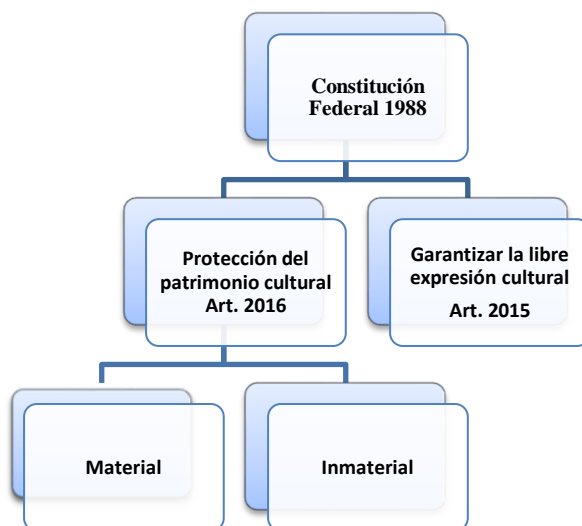 Constitución
Federal 1988
Protección del
patrimonio cultural
Art. 2016
Garantizar la libre
expresión cultural
Art. 2015
Material
Inmaterial